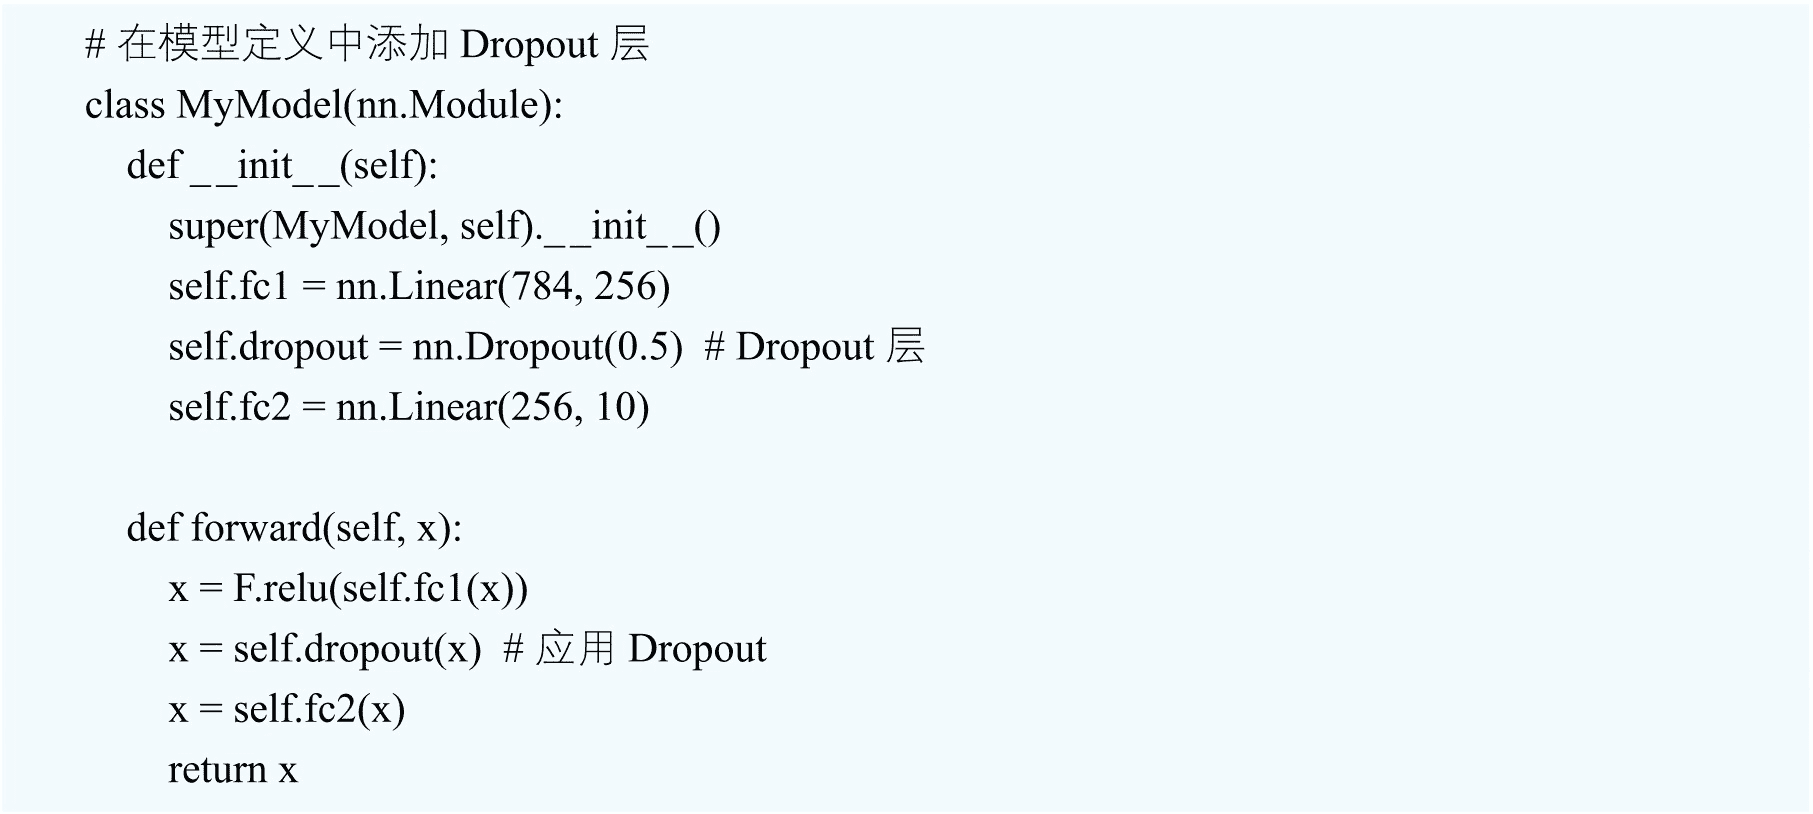 # 在模型定义中添加 Dropout 层
class MyModel(nn.Module):
    def __init__(self):
        super(MyModel, self).__init__()
        self.fc1 = nn.Linear(784, 256)
        self.dropout = nn.Dropout(0.5)  # Dropout 层
        self.fc2 = nn.Linear(256, 10)

    def forward(self, x):
        x = F.relu(self.fc1(x))
        x = self.dropout(x)  # 应用 Dropout
        x = self.fc2(x)
        return x